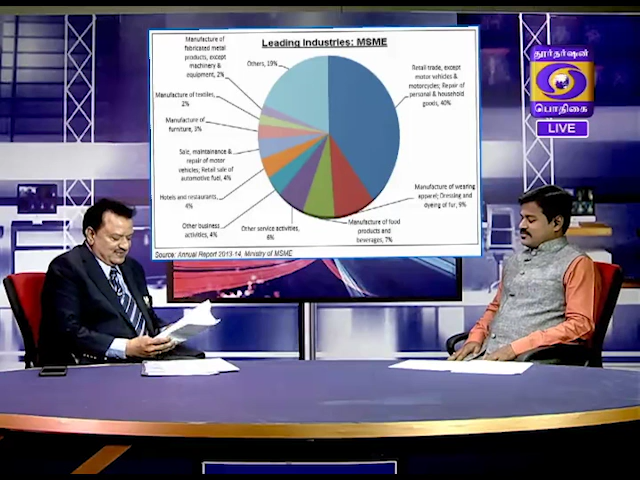 Leading Industries: MSME
Manufacture of
fabricated metal
products, except
machinery &
equipment, 2%
Others, 19%
Retail trade, except
motor vehicles &
motorcycles; Repair of
personal & household
goods, 40%
Manufacture of textiles,
2%
Manufacture of
furniture, 3%
Sale, maintainance &
repair of motor
vehicles; Retail sale of
automotive fuel, 4%
Hotels and restaurants,
4%
Other business
activities, 4%
Other service activities,
6%
Manufacture of food
products and
beverages, 7%
Manufacture of wearing
apparel; Dressing and
dyeing of fur, 9%
Source: Annual Report 2013-14, Ministry of MSME
தூர்தர்ஷன்
பொதிகை
LIVE